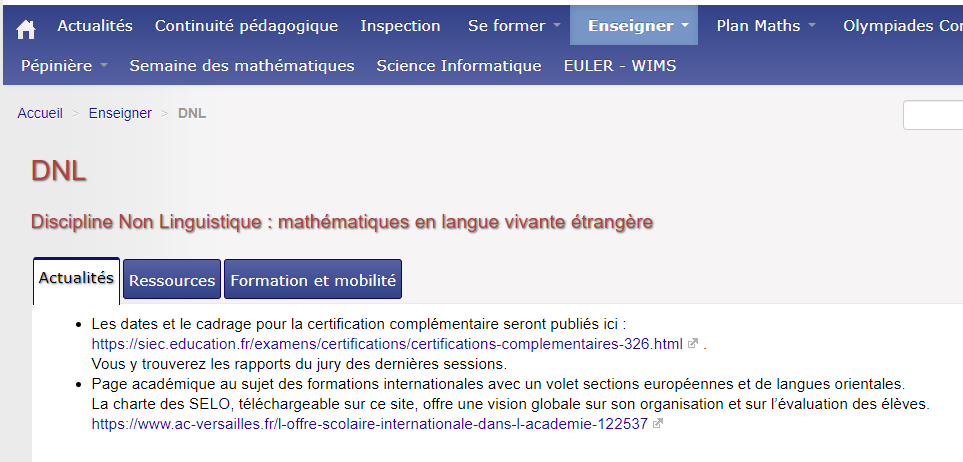 Actualités Continuité pédagogique Inspection Se former Enseigner Plan Maths Olympiades
Pépinière Semaine des mathématiques Science Informatique EULER - WIMS
Accueil > Enseigner > DNL
DNL
Discipline Non Linguistique : mathématiques en langue vivante étrangère
Actualités Ressources Formation et mobilité
• Les dates et le cadrage pour la certification complémentaire seront publiés ici :
https://siec.education.fr/examens/certifications/certifications-complementaires-326.html .
Vous y trouverez les rapports du jury des dernières sessions.
• Page académique au sujet des formations internationales avec un volet sections européennes et de langues orientales.
La charte des SELO, téléchargeable sur ce site, offre une vision globale sur son organisation et sur l’évaluation des élèves.
https://www.ac-versailles.fr/l-offre-scolaire-internationale-dans-l-academie-122537